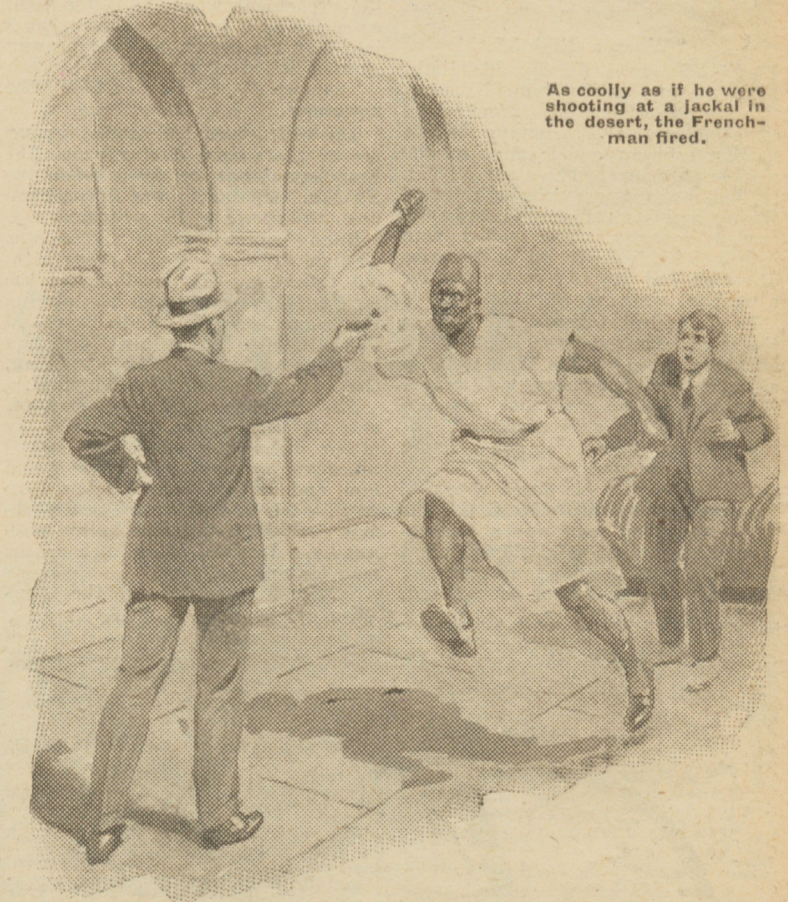 As coolly as if he were
shooting at a jackal in
the desert, the French-
man fired.